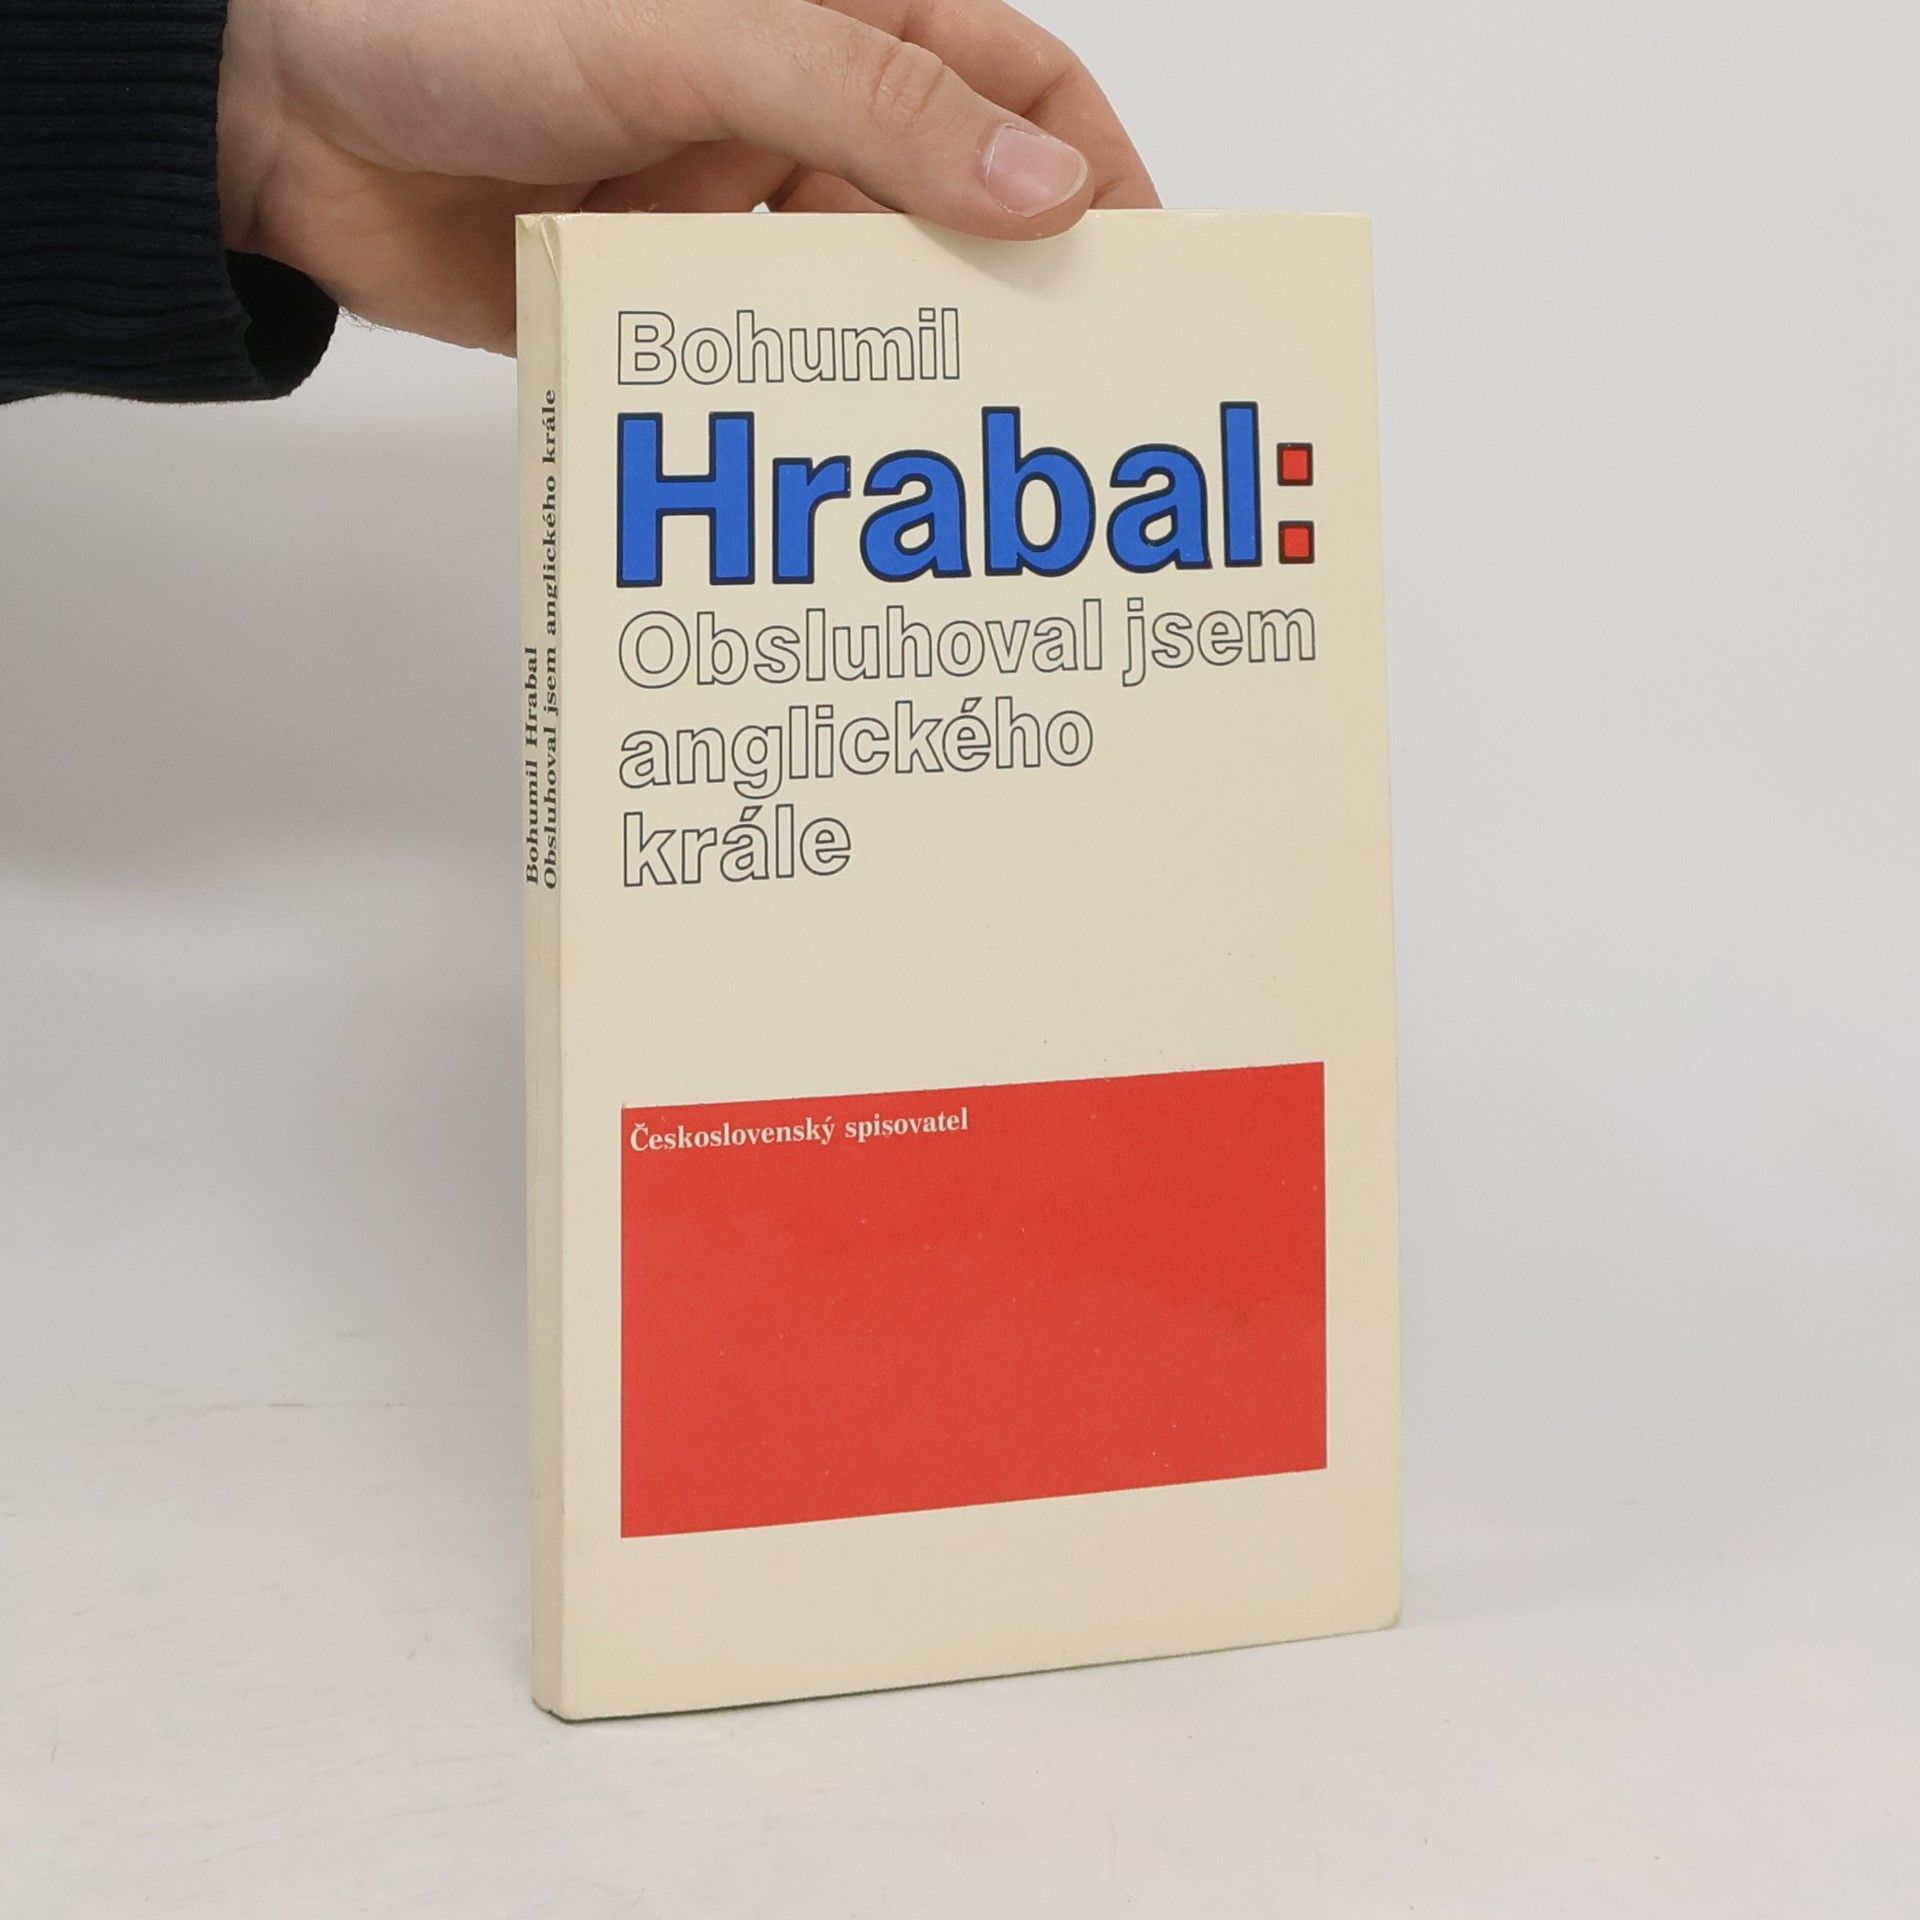 Bohumil
Hrabal:
Obsluhoval jsem
anglického
krále
Československý spisovatel
Bohumil Hrabal
Obsluhoval jsem anglického krále